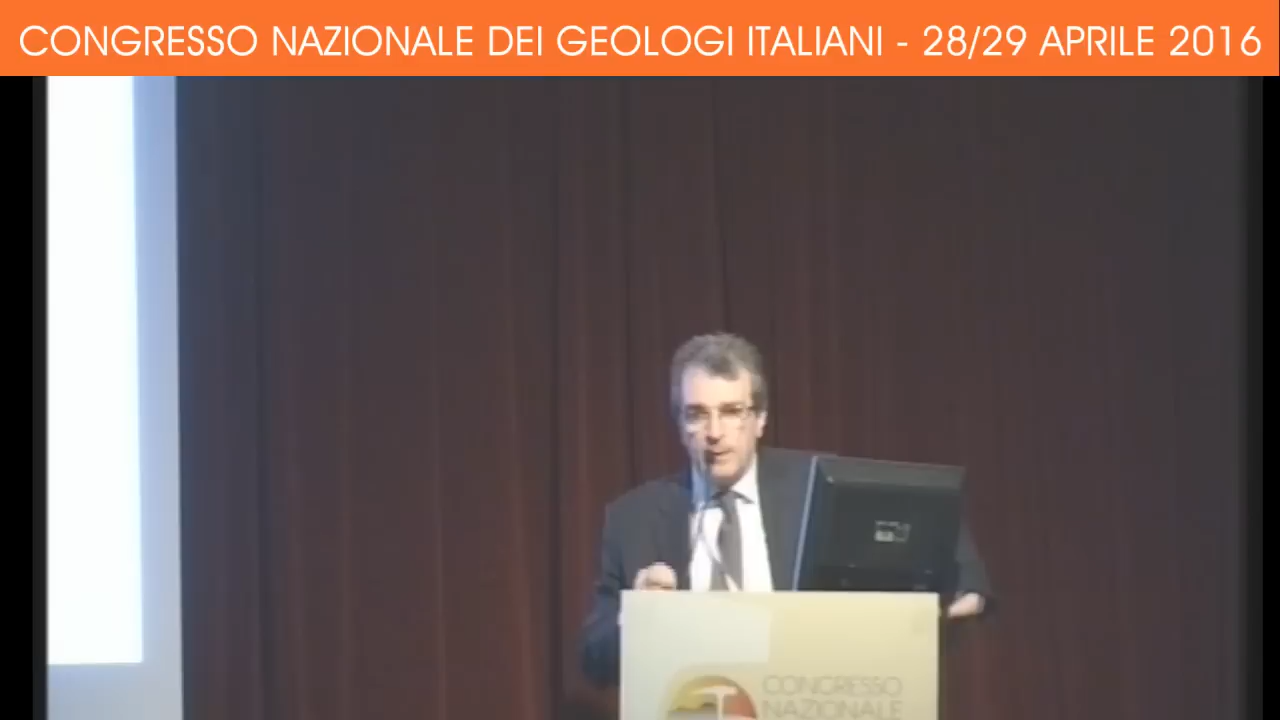 CONGRESSO NAZIONALE DEI GEOLOGI ITALIANI - 28/29 APRILE 2016
CONGRESSO
NAZIONALE